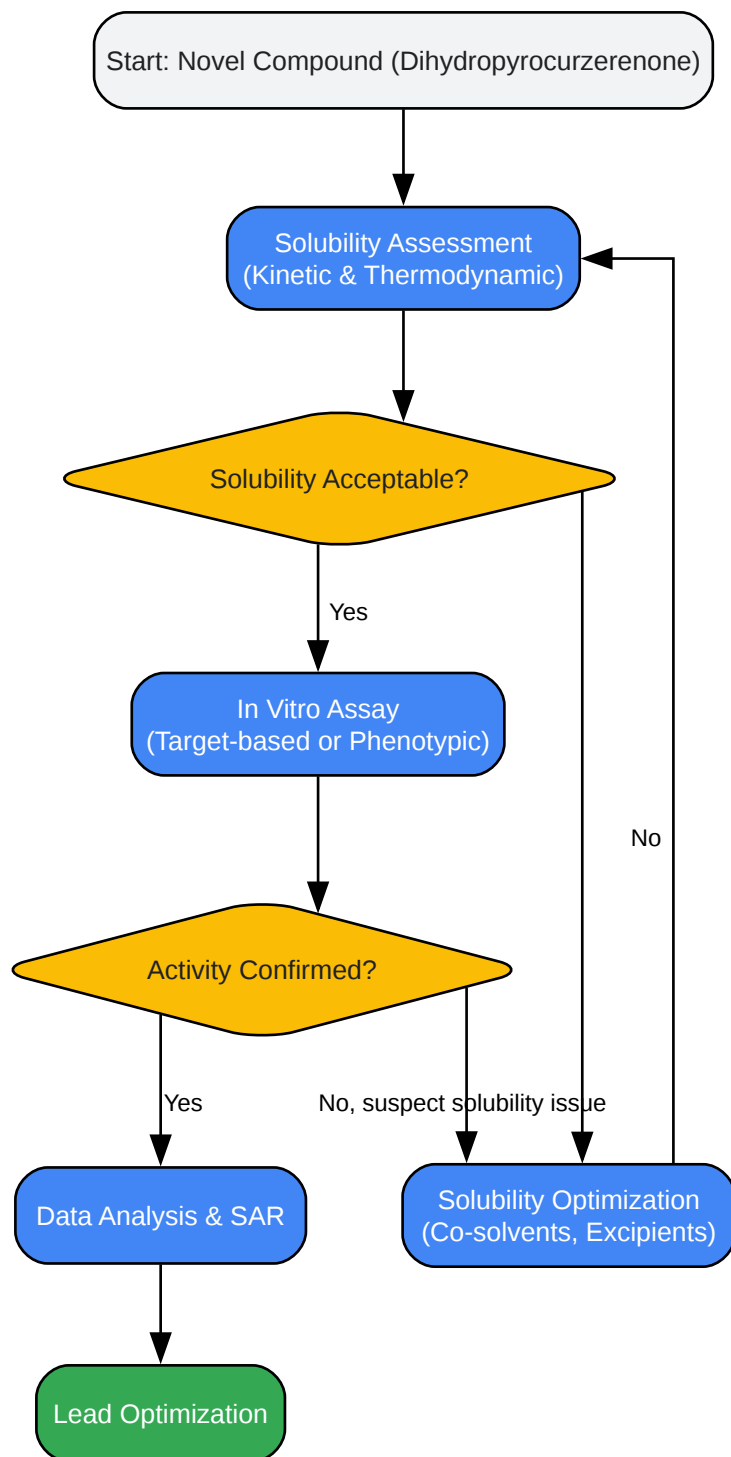 Start: Novel Compound (Dihydropyrocurzerenone)
Solubility Assessment
(Kinetic & Thermodynamic)
Solubility Acceptable?
Yes
In Vitro Assay
(Target-based or Phenotypic)
No
Activity Confirmed?
Yes
No, suspect solubility issue
Data Analysis & SAR
Solubility Optimization
(Co-solvents, Excipients)
Lead Optimization